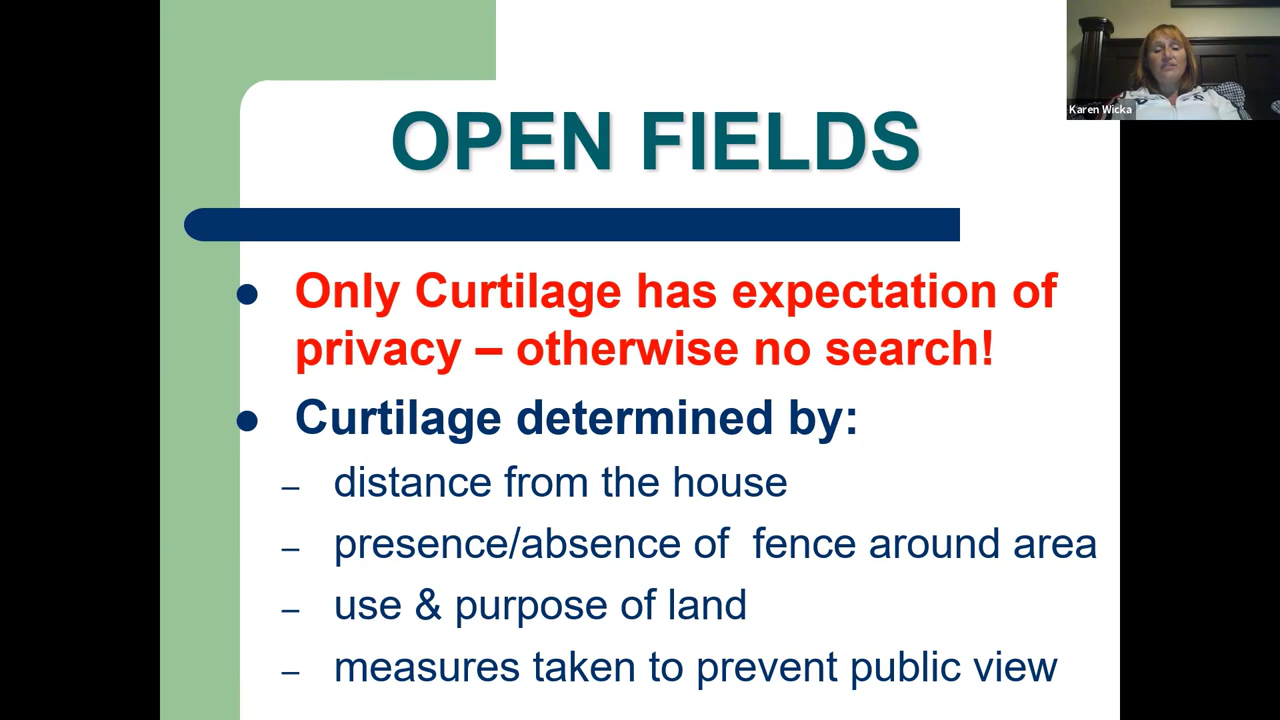 Karen Wicka
OPEN FIELDS
Only Curtilage has expectation of
privacy – otherwise no search!
Curtilage determined by:
– distance from the house
– presence/absence of  fence around area
– use & purpose of land
– measures taken to prevent public view